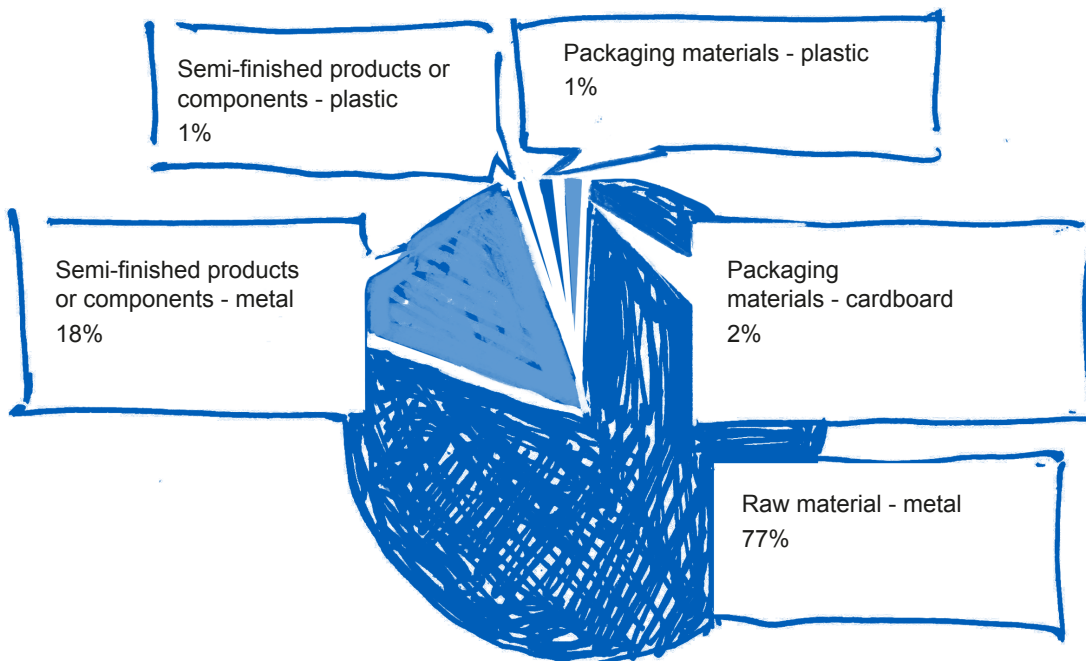 Semi-finished products or
components - plastic
1%
Packaging materials - plastic
1%
Semi-finished products
or components - metal
18%
Packaging
materials - cardboard
2%
Raw material - metal
77%